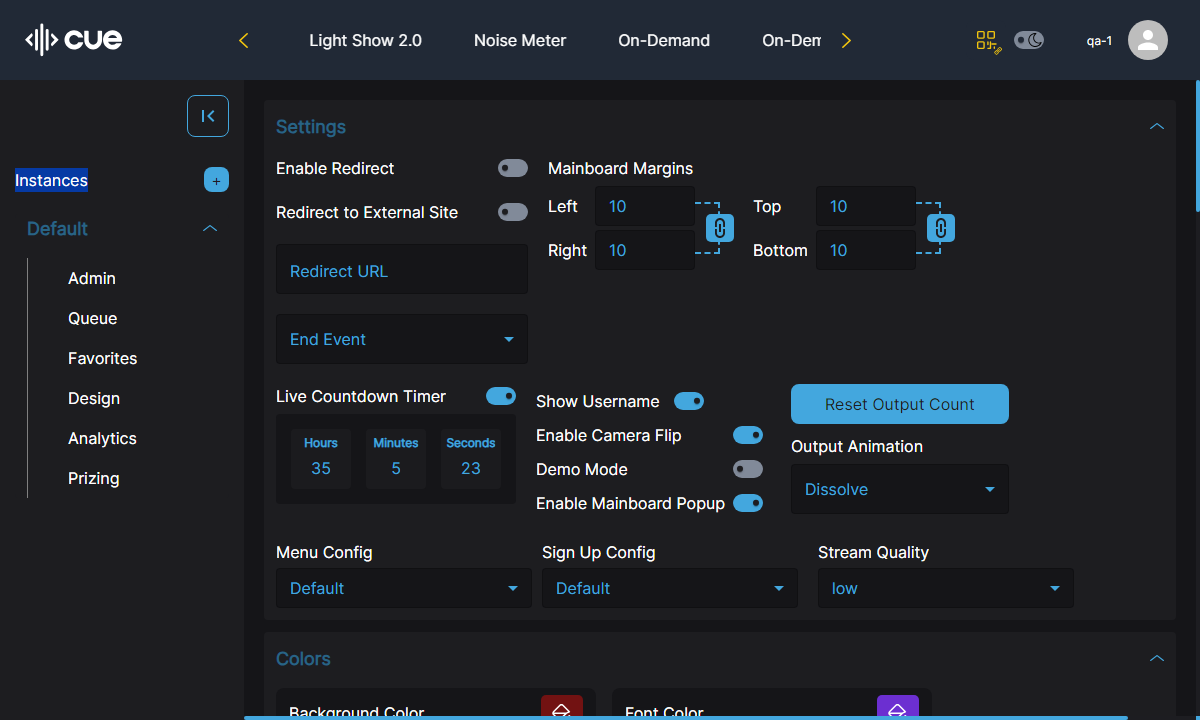 cue
Light Show 2.0
Noise Meter
On-Demand
On-Dem
qa-1
Instances
+
Default
Admin
Queue
Favorites
Design
Analytics
Prizing
Settings
Enable Redirect
Redirect to External Site
Redirect URL
End Event
Mainboard Margins
Left 10
Right 10
Top 10
Bottom 10
Live Countdown Timer
Hours Minutes Seconds
35 5 23
Show Username
Enable Camera Flip
Demo Mode
Enable Mainboard Popup
Reset Output Count
Output Animation
Dissolve
Menu Config
Default
Sign Up Config
Default
Stream Quality
low
Colors
Background Color
Font Color